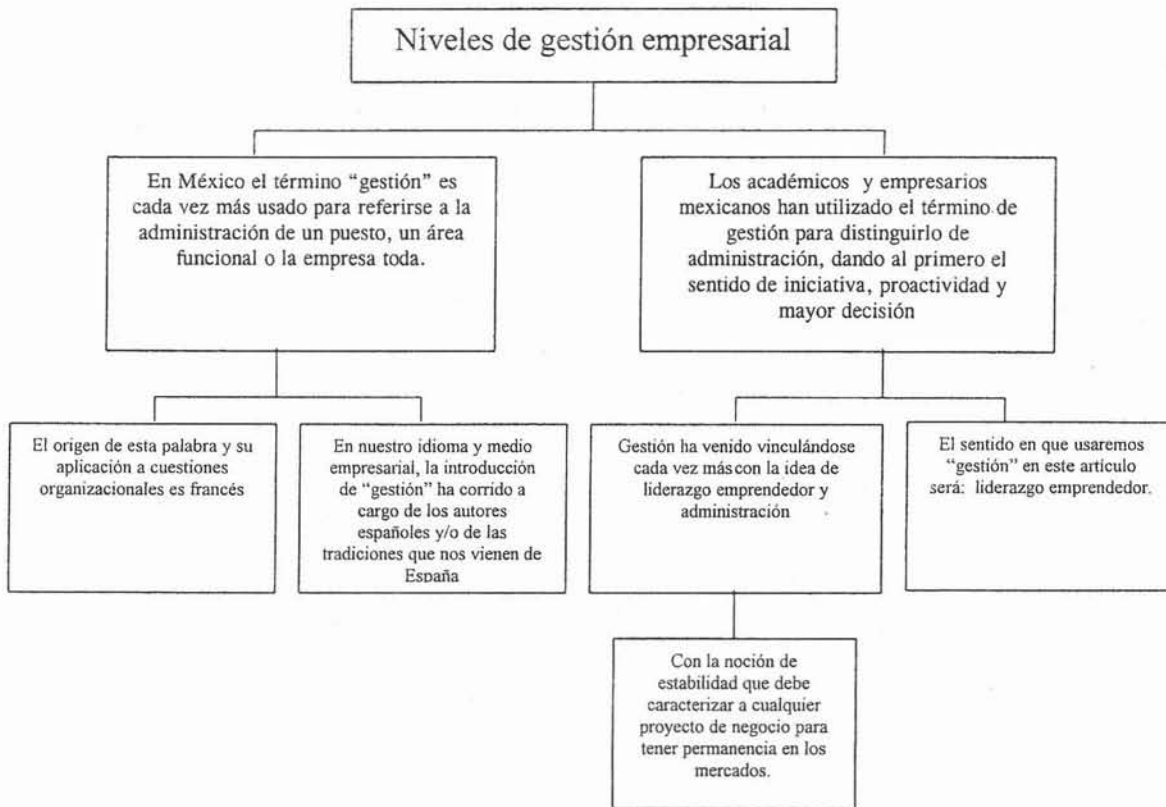 Niveles de gestión empresarial
En México el término “gestión” es
cada vez más usado para referirse a la
administración de un puesto, un área
funcional o la empresa toda.
Los académicos y empresarios
mexicanos han utilizado el término de
gestión para distinguirlo de
administración, dando al primero el
sentido de iniciativa, proactividad y
mayor decisión
El origen de esta palabra y su
aplicación a cuestiones
organizacionales es francés
En nuestro idioma y medio
empresarial, la introducción
de “gestión” ha corrido a
cargo de los autores
españoles y/o de las
tradiciones que nos vienen de
España
Gestión ha venido vinculándose
cada vez más con la idea de
liderazgo emprendedor y
administración
El sentido en que usaremos
“gestión” en este artículo
será: liderazgo emprendedor.
Con la noción de
estabilidad que debe
caracterizar a cualquier
proyecto de negocio para
tener permanencia en los
mercados.